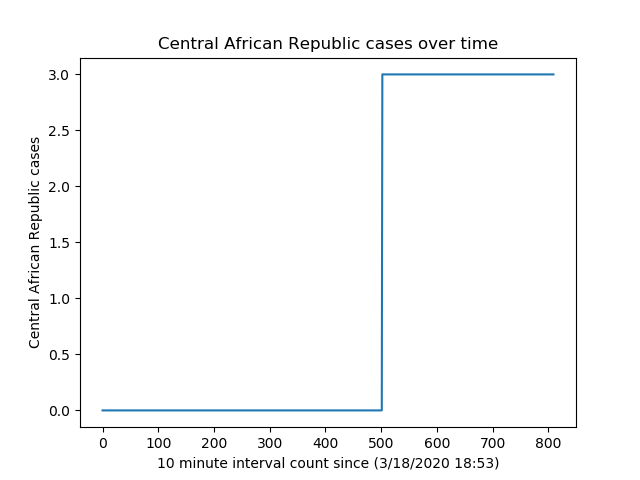 Central African Republic cases over time
Central African Republic cases
3.0
2.5
2.0
1.5
1.0
0.5
0.0
0 100 200 300 400 500 600 700 800
10 minute interval count since (3/18/2020 18:53)